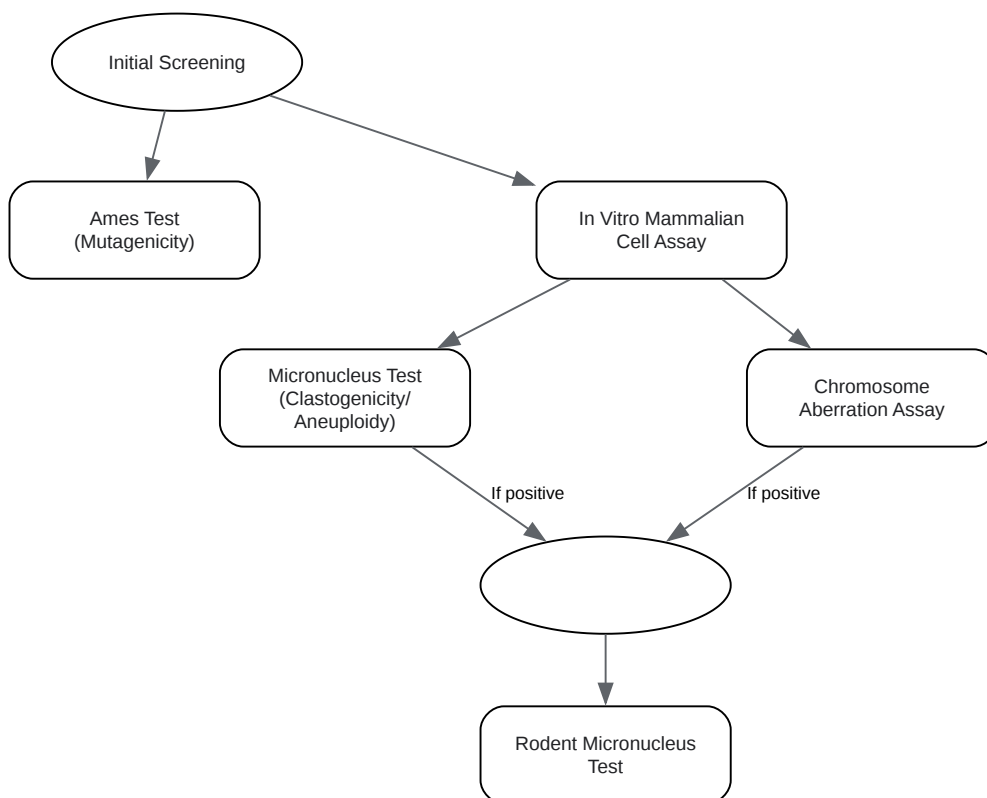 Initial Screening
Ames Test
(Mutagenicity)
In Vitro Mammalian
Cell Assay
Micronucleus Test
(Clastogenicity/
Aneuploidy)
Chromosome
Aberration Assay
If positive
If positive
Rodent Micronucleus
Test